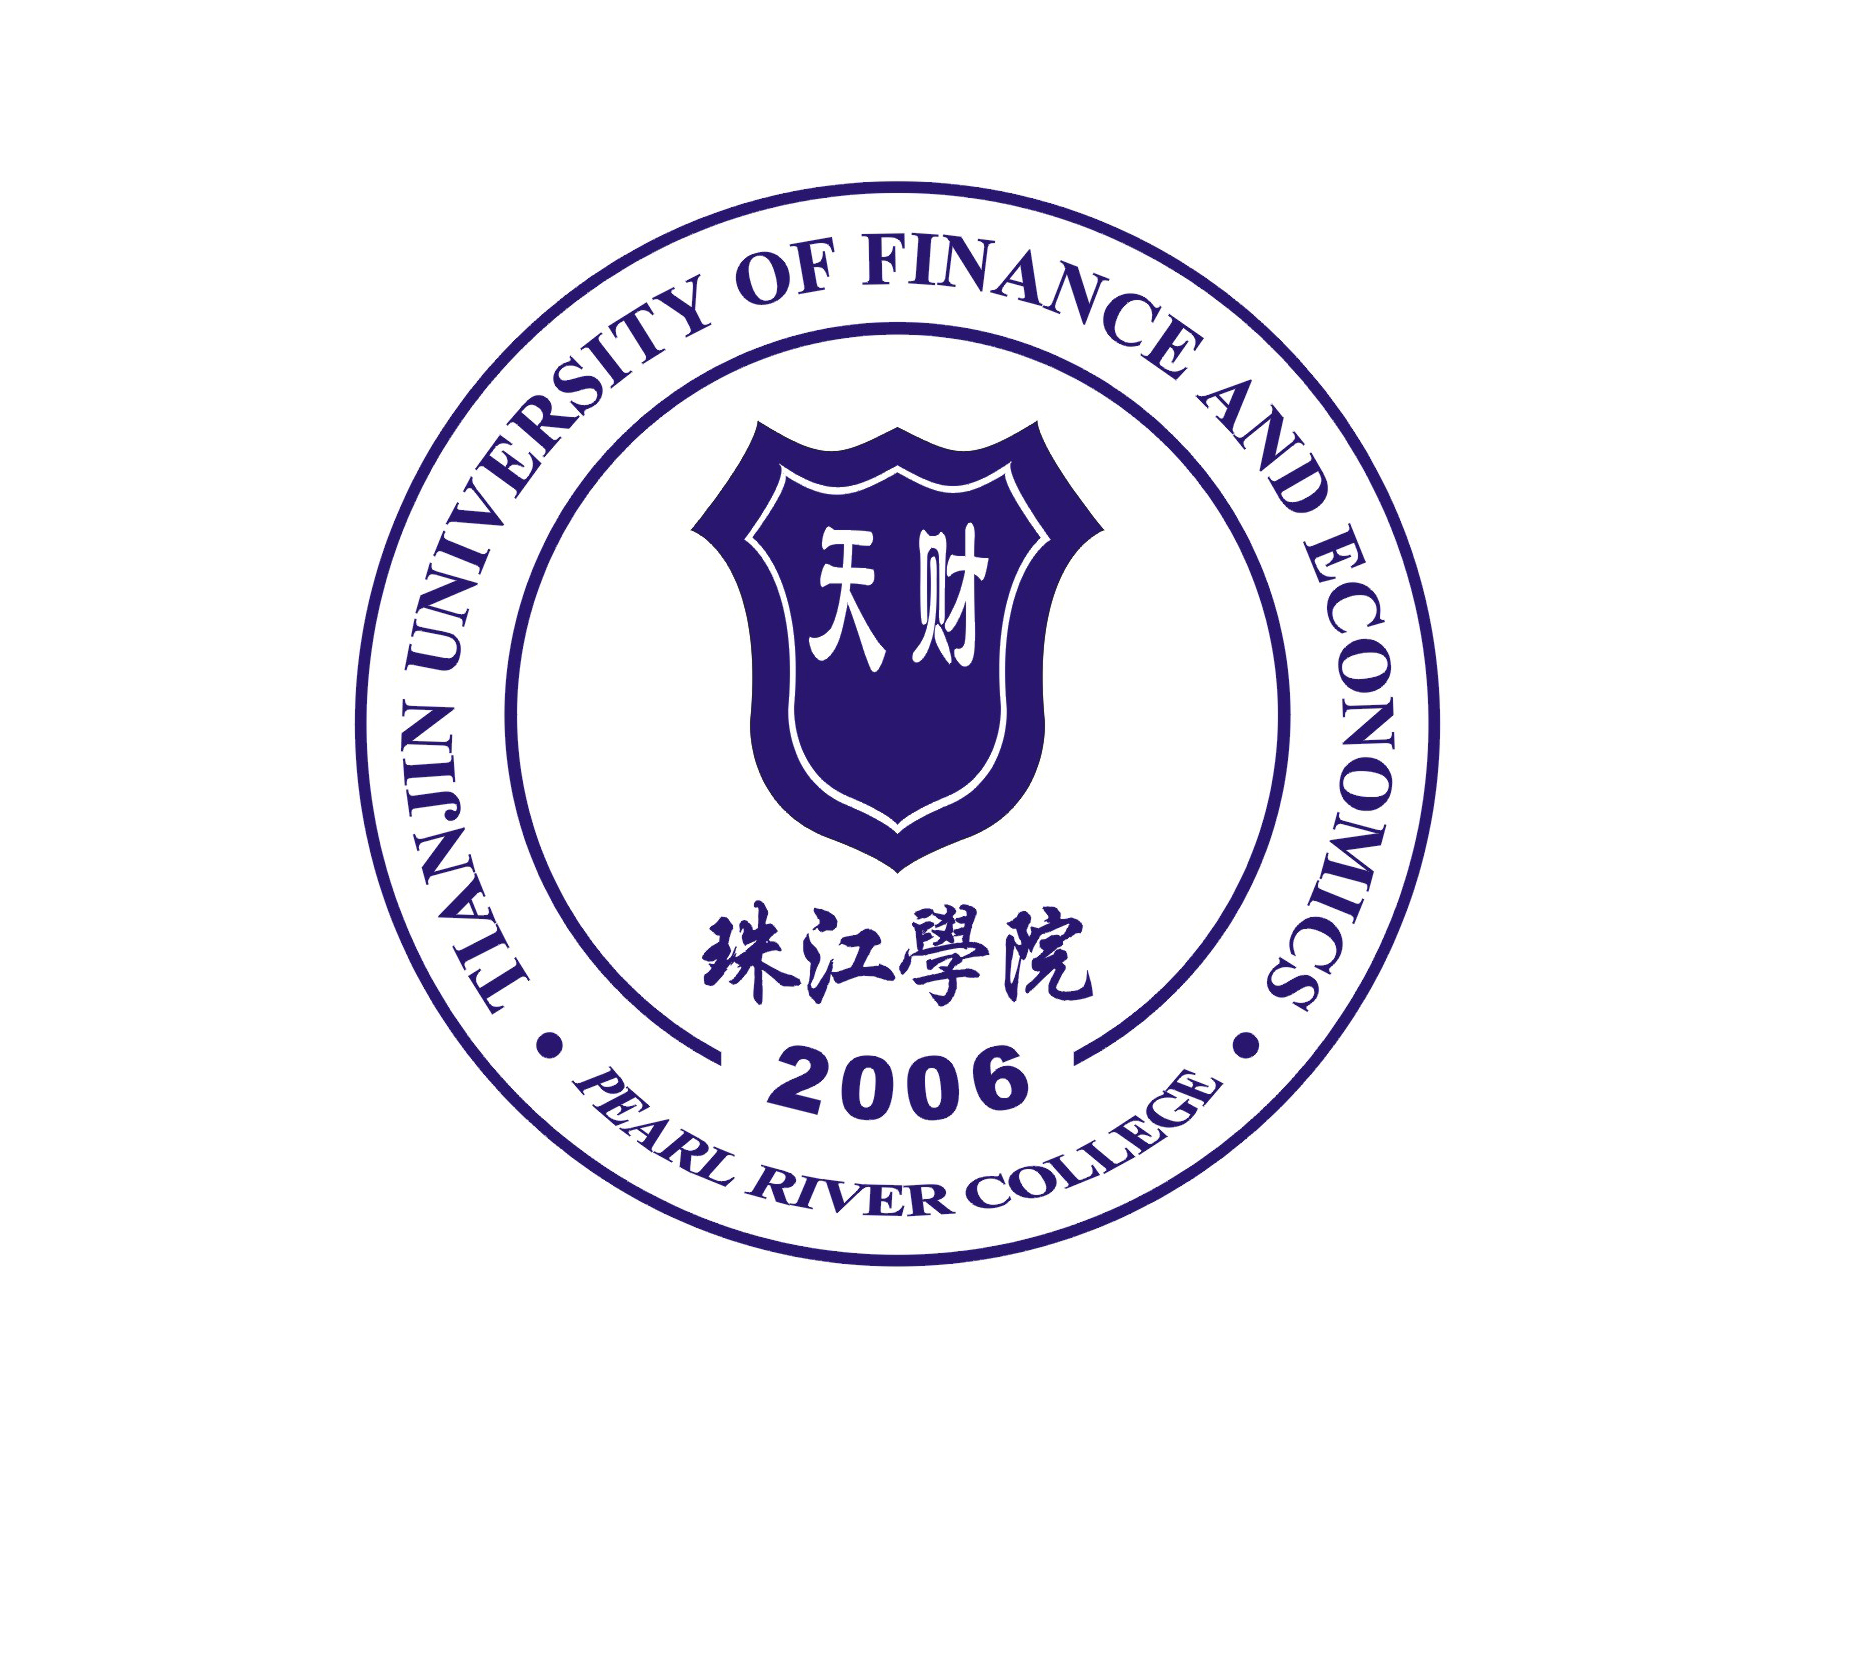 TIANJIN UNIVERSITY OF FINANCE AND ECONOMICS
天财
珠江學院
2006
• PEARL RIVER COLLEGE •